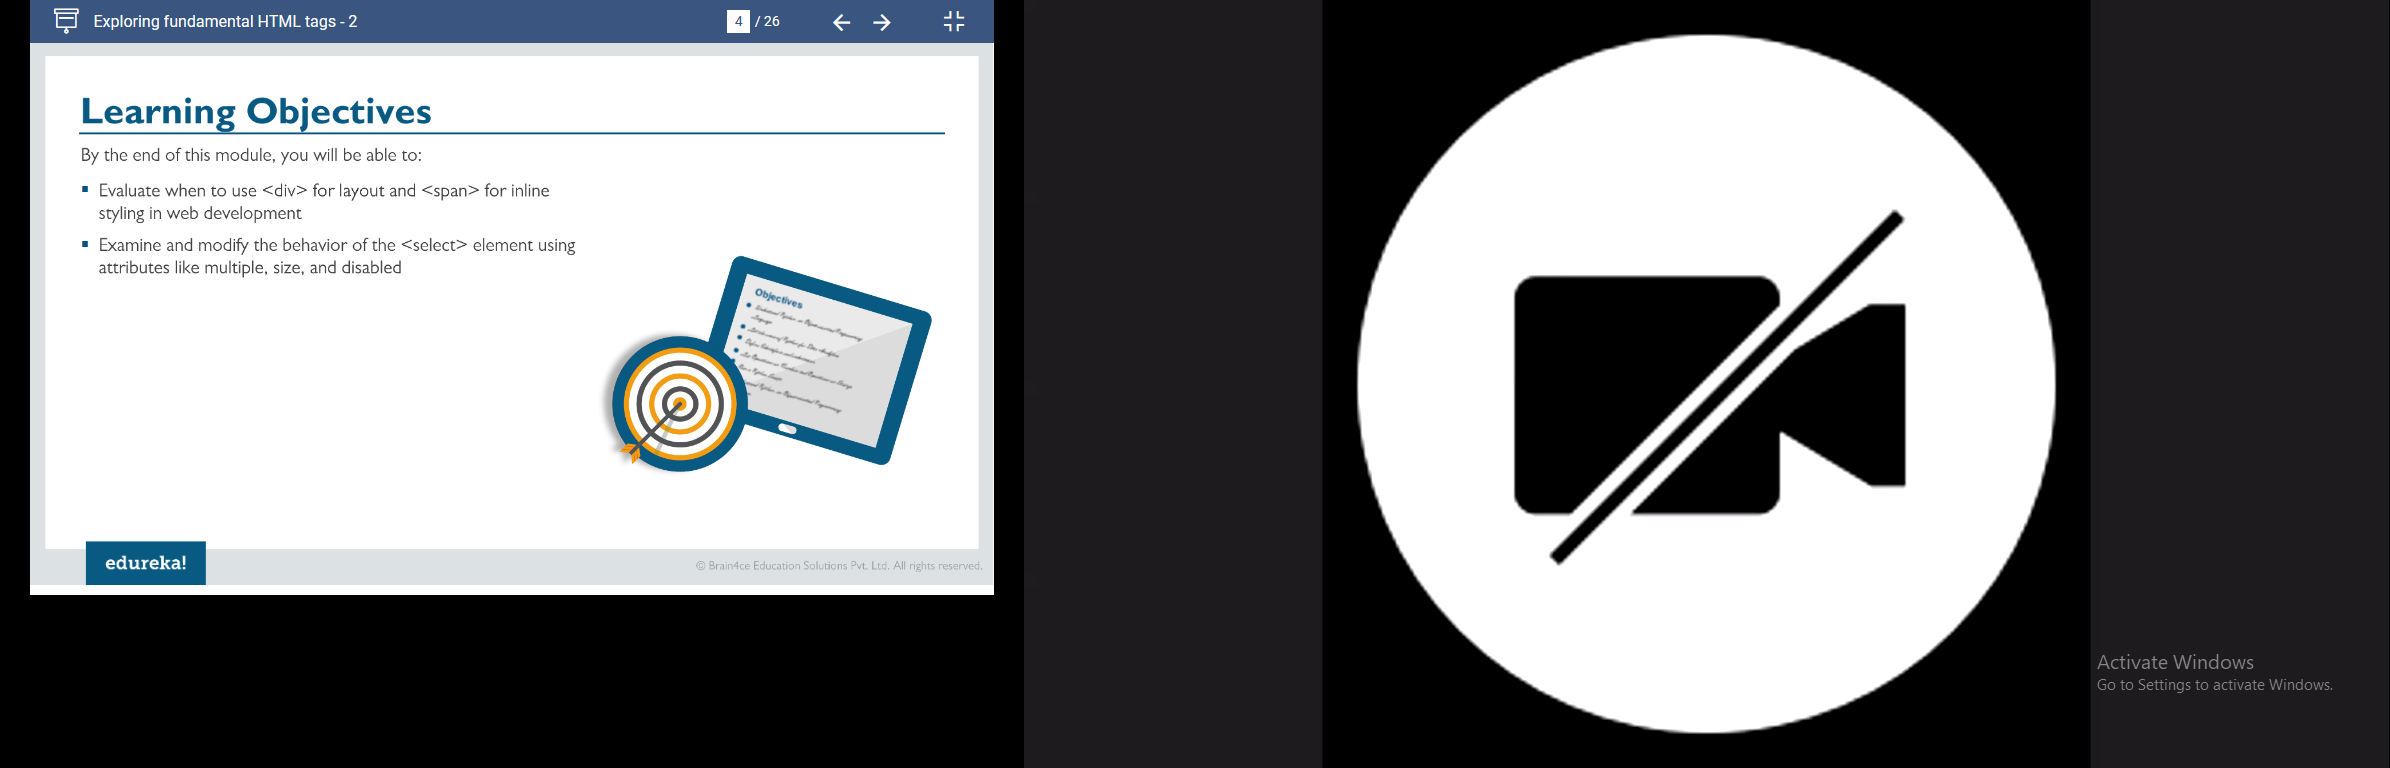 Exploring fundamental HTML tags - 2
4 / 26
Learning Objectives
By the end of this module, you will be able to:
▪ Evaluate when to use <div> for layout and <span> for inline
styling in web development
▪ Examine and modify the behavior of the <select> element using
attributes like multiple, size, and disabled
Objectives
edureka!
© Brain4ce Education Solutions Pvt. Ltd. All rights reserved.
Activate Windows
Go to Settings to activate Windows.